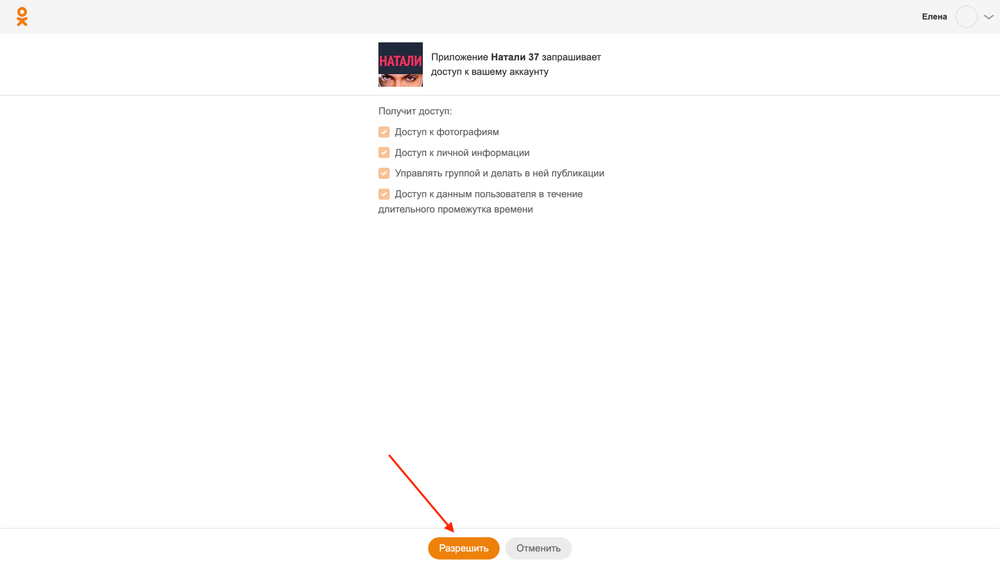 Елена
НАТАЛИ
Приложение Натали 37 запрашивает
доступ к вашему аккаунту
Получит доступ:
Доступ к фотографиям
Доступ к личной информации
Управлять группой и делать в ней публикации
Доступ к данным пользователя в течение
длительного промежутка времени
Разрешить
Отменить